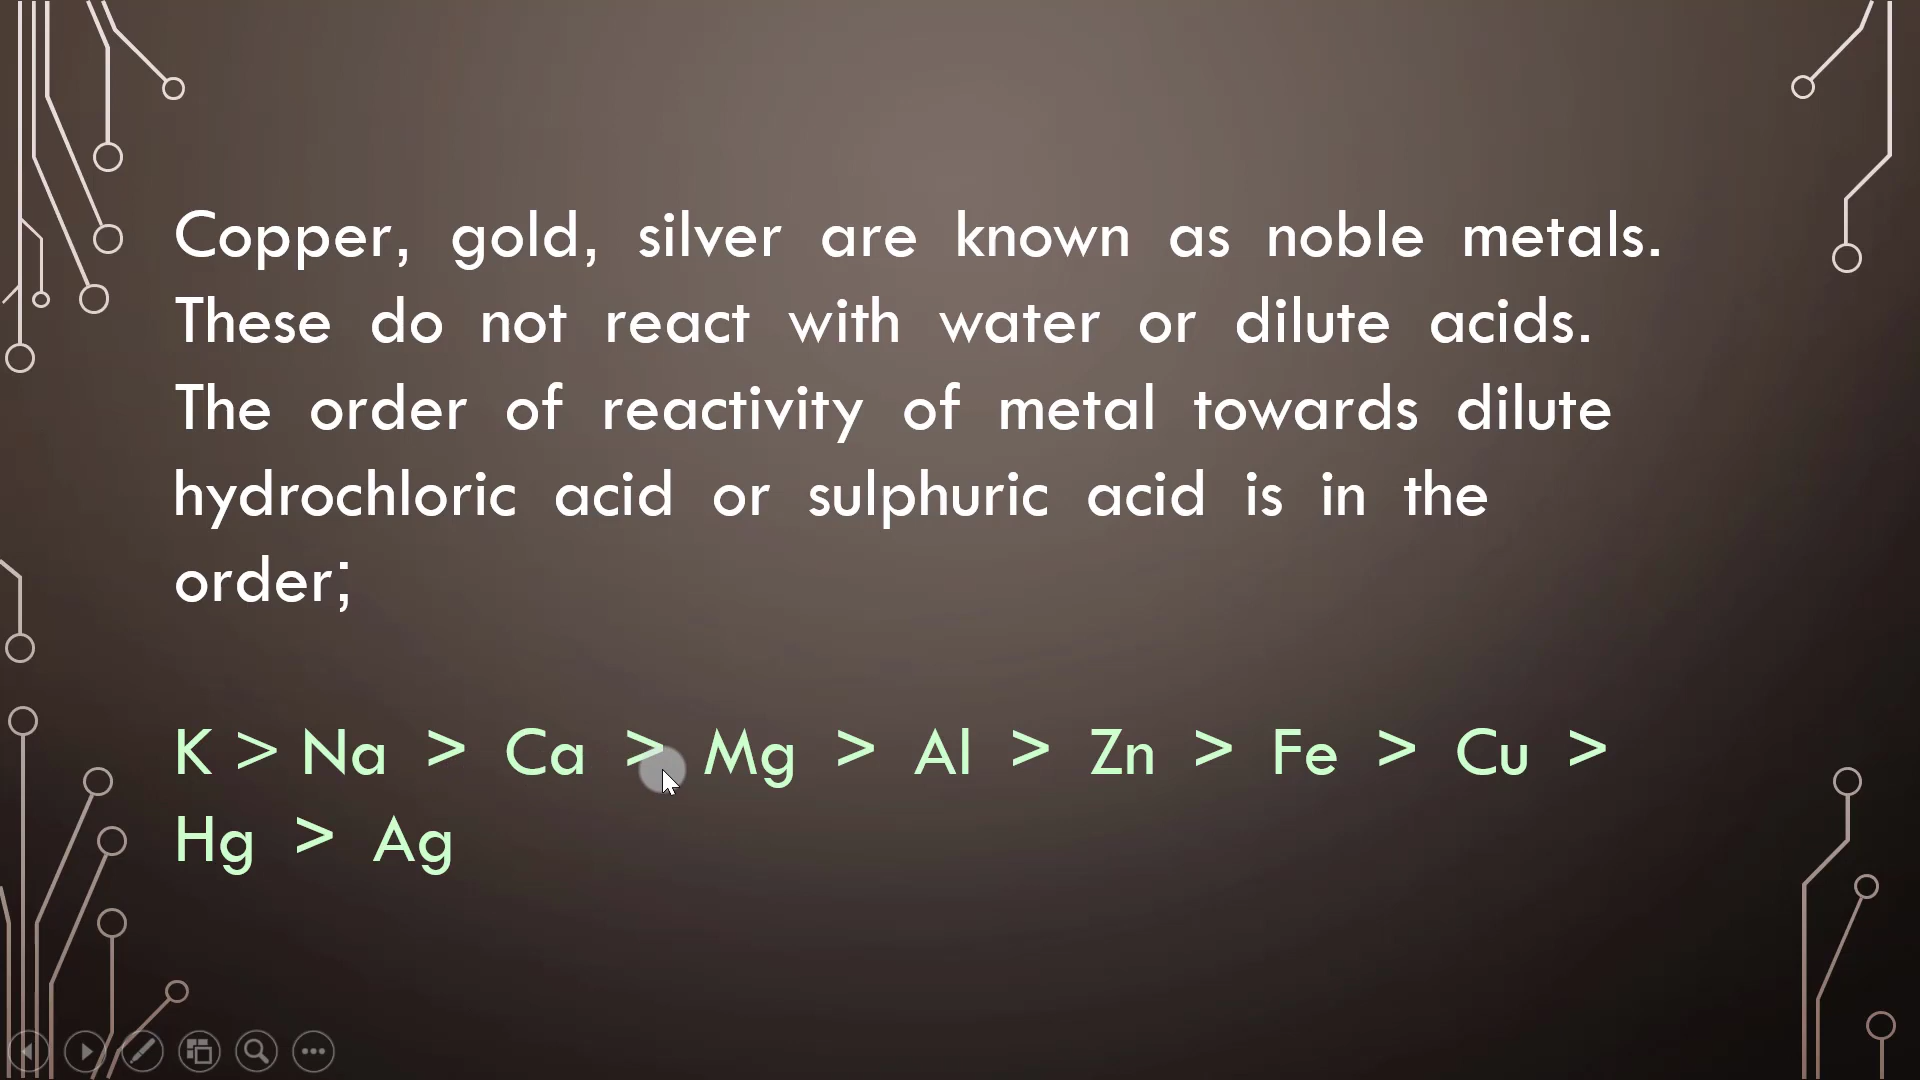 Copper, gold, silver are known as noble metals.
These do not react with water or dilute acids.
The order of reactivity of metal towards dilute
hydrochloric acid or sulphuric acid is in the
order;
K > Na > Ca > Mg > Al > Zn > Fe > Cu >
Hg > Ag